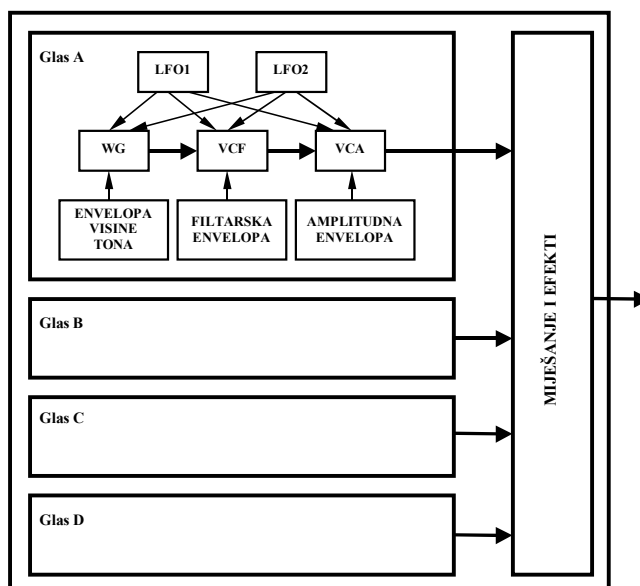 Glas A
LFO1
LFO2
WG
VCF
VCA
ENVELOPA
VISINE
TONA
FILTARSKA
ENVELOPA
AMPLITUDNA
ENVELOPA
Glas B
Glas C
Glas D
MIJEŠANJE I EFEKTI